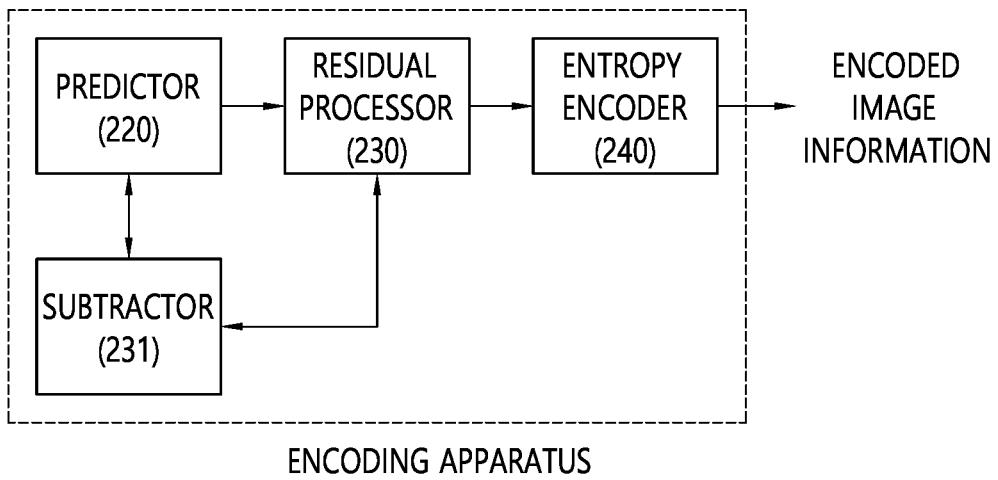 PREDICTOR
(220)
RESIDUAL
PROCESSOR
(230)
ENTROPY
ENCODER
(240)
ENCODED
IMAGE
INFORMATION
SUBTRACTOR
(231)
ENCODING APPARATUS